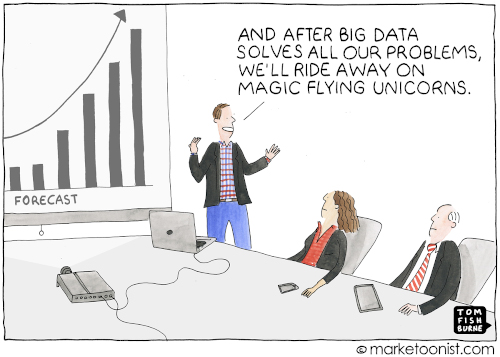 AND AFTER BIG DATA
SOLVES ALL OUR PROBLEMS,
WE'LL RIDE AWAY ON
MAGIC FLYING UNICORNS.
FORECAST
TOM
FISH
BURNE
© marketoonist.com